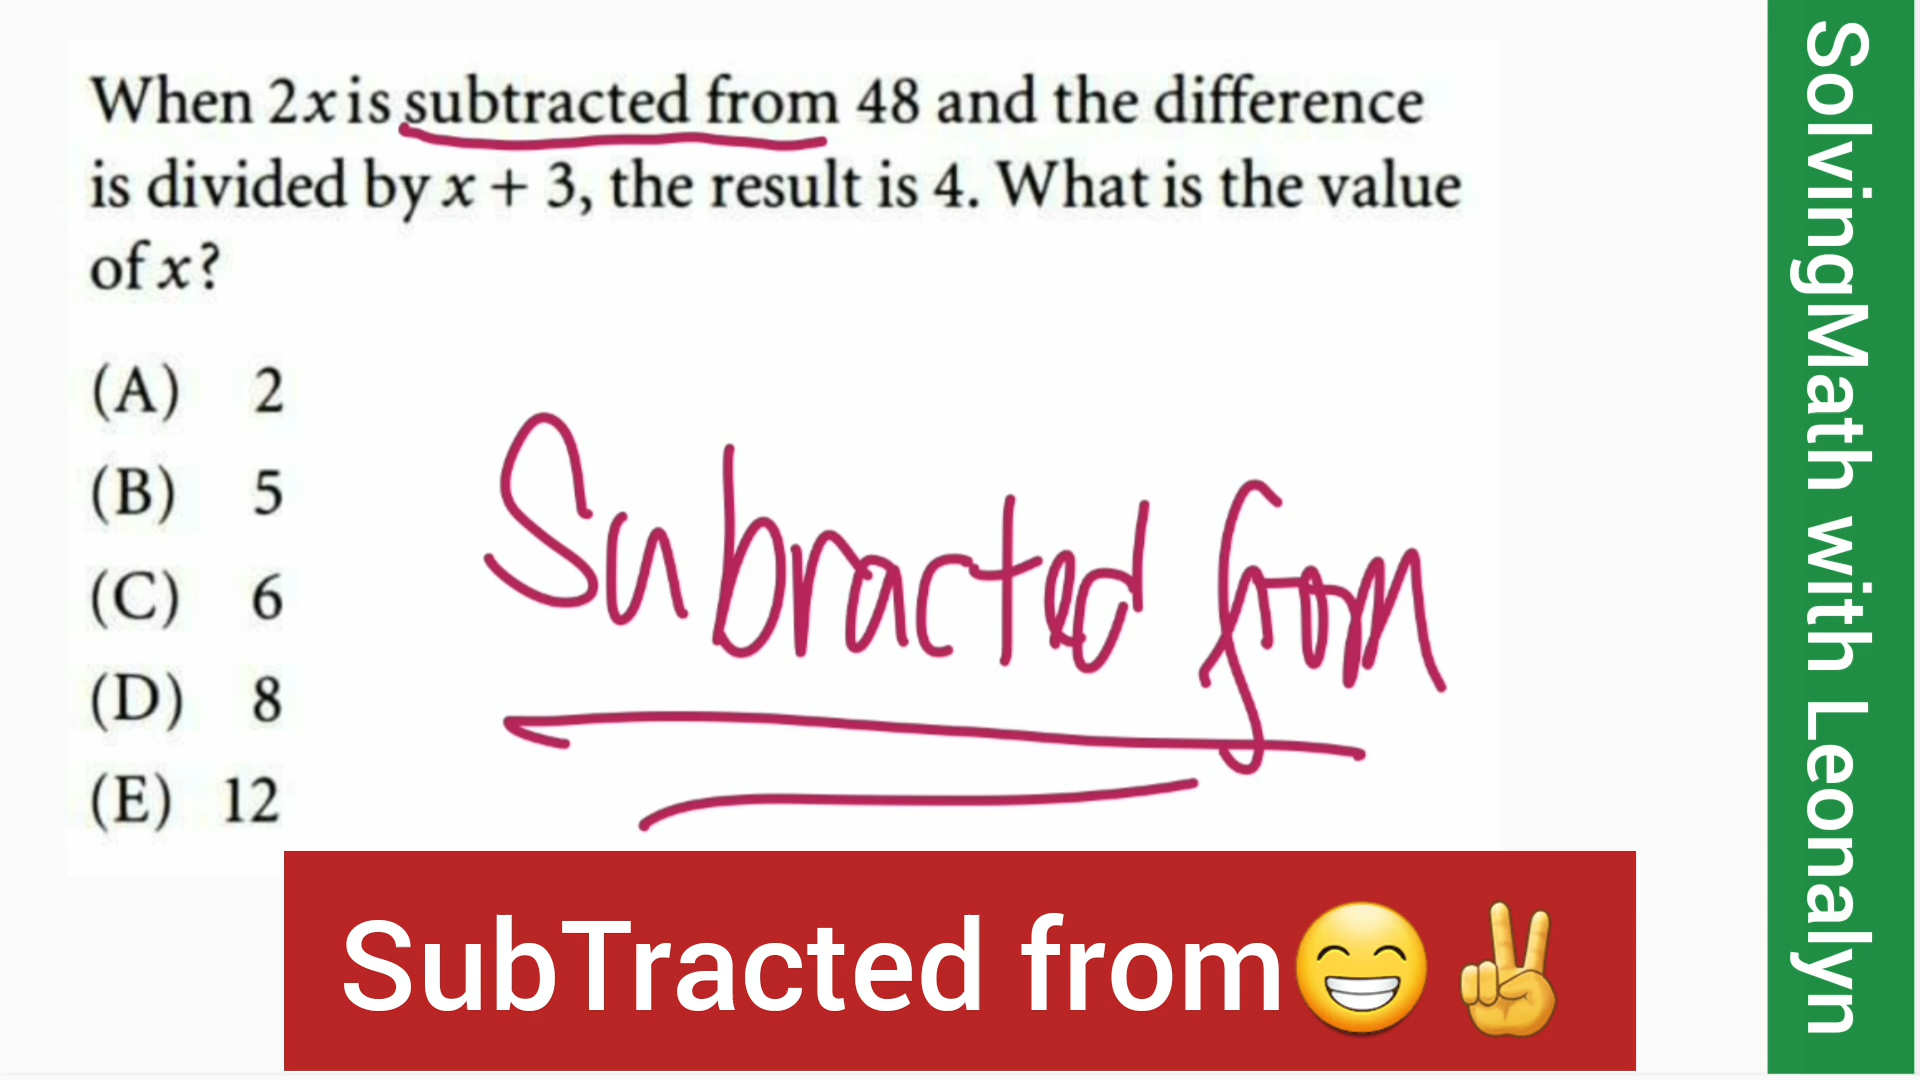 When 2x is subtracted from 48 and the difference
is divided by x + 3, the result is 4. What is the value
of x?
(A) 2
(B) 5
(C) 6
(D) 8
(E) 12
Subracted from
SubTracted from😁✌
SolvingMath with Leonalyn